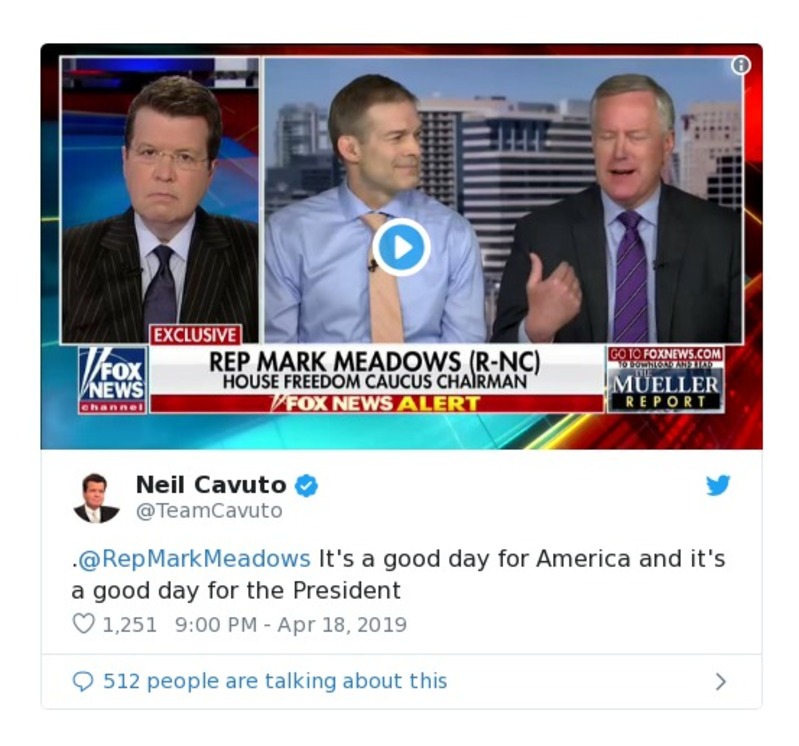 EXCLUSIVE
FOX
NEWS
channel
REP MARK MEADOWS (R-NC)
HOUSE FREEDOM CAUCUS CHAIRMAN
FOX NEWS ALERT
GO TO FOXNEWS.COM
TO DOWNLOAD AND READ
THE
MUELLER
REPORT
Neil Cavuto
@TeamCavuto
.@RepMarkMeadows It's a good day for America and it's
a good day for the President
1,251 9:00 PM - Apr 18, 2019
512 people are talking about this